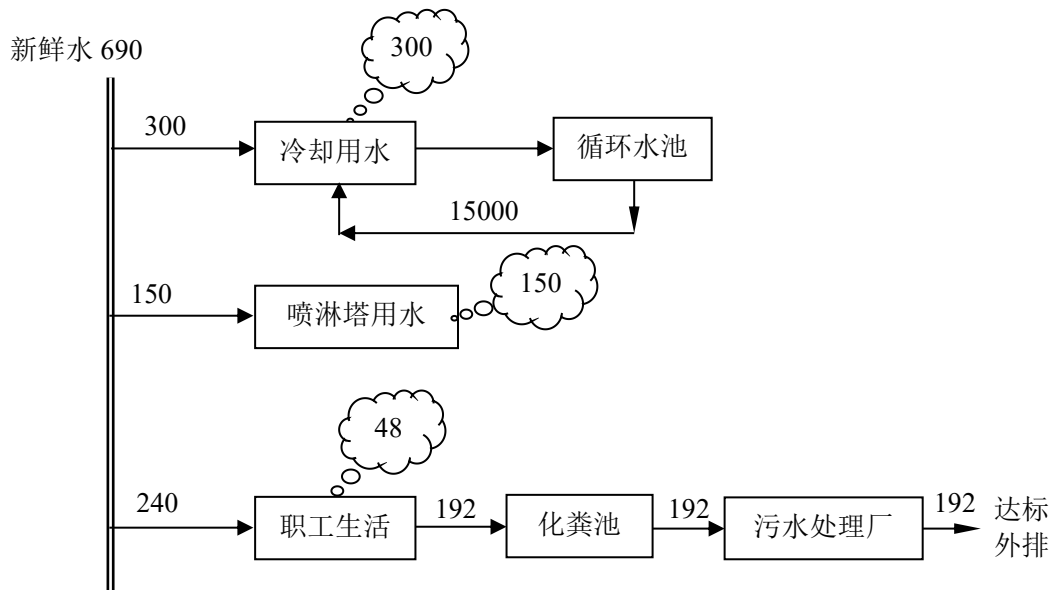 新鲜水 690
300
300
冷却用水
循环水池
15000
150
150
喷淋塔用水
48
240
职工生活
192
化粪池
192
污水处理厂
192
达标
外排